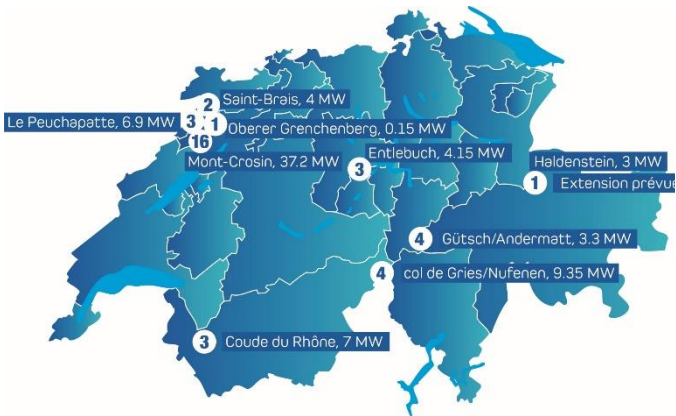 2
Saint-Brais, 4 MW
Le Peuchapatte, 6.9 MW
3
1
Oberer Grenchenberg, 0.15 MW
16
Mont-Crosin, 37.2 MW
Entlebuch, 4.15 MW
3
Haldenstein, 3 MW
1
Extension prévue
4
Gütsch/Andermatt, 3.3 MW
4
col de Gries/Nufenen, 9.35 MW
3
Coude du Rhône, 7 MW